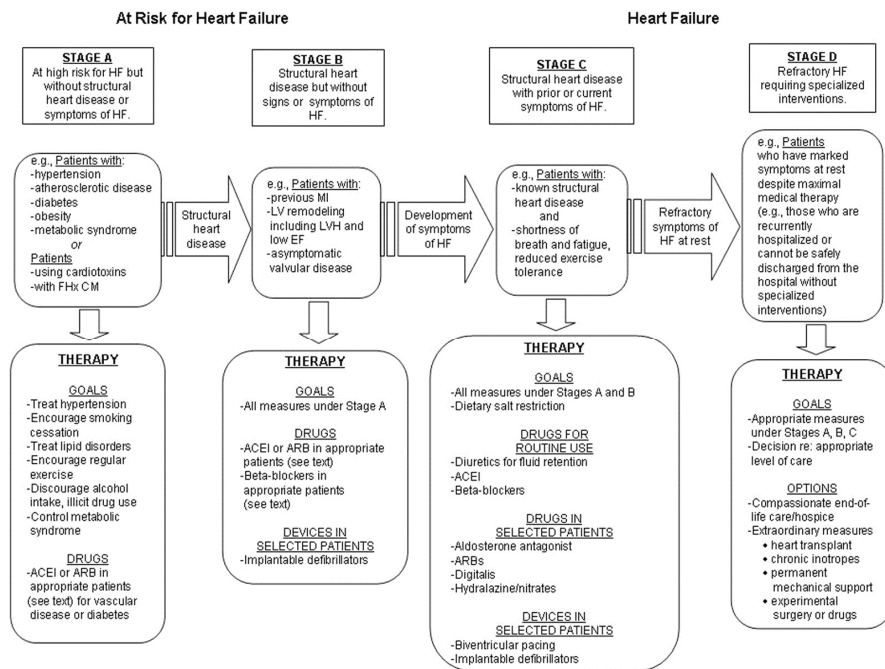 At Risk for Heart Failure
Heart Failure
STAGE A
At high risk for HF but
without structural
heart disease or
symptoms of HF.
STAGE B
Structural heart
disease but without
signs or symptoms of
HF.
STAGE C
Structural heart disease
with prior or current
symptoms of HF.
STAGE D
Refractory HF
requiring specialized
interventions.
e.g., Patients with:
-hypertension
-atherosclerotic disease
-diabetes
-obesity
-metabolic syndrome
or
Patients
-using cardiotoxins
-with FHx CM
Structural
heart
disease
e.g., Patients with:
-previous MI
-LV remodeling
including LVH and
low EF
-asymptomatic
valvular disease
Development
of symptoms
of HF
e.g., Patients with:
-known structural
heart disease
and
-shortness of
breath and fatigue,
reduced exercise
tolerance
Refractory
symptoms
of HF at rest
e.g., Patients
who have marked
symptoms at rest
despite maximal
medical therapy
(e.g., those who are
recurrently
hospitalized or
cannot be safely
discharged from the
hospital without
specialized
interventions)
THERAPY
GOALS
-Treat hypertension
-Encourage smoking
cessation
-Treat lipid disorders
-Encourage regular
exercise
-Discourage alcohol
intake, illicit drug use
-Control metabolic
syndrome
DRUGS
-ACEI or ARB in
appropriate patients
(see text) for vascular
disease or diabetes
THERAPY
GOALS
-All measures under Stage A
DRUGS
-ACEI or ARB in appropriate
patients (see text)
-Beta-blockers in
appropriate patients
(see text)
DEVICES IN
SELECTED PATIENTS
-Implantable defibrillators
THERAPY
GOALS
-All measures under Stages A and B
-Dietary salt restriction
DRUGS FOR
ROUTINE USE
-Diuretics for fluid retention
-ACEI
-Beta-blockers
DRUGS IN
SELECTED PATIENTS
-Aldosterone antagonist
-ARBs
-Digitalis
-Hydralazine/nitrates
DEVICES IN
SELECTED PATIENTS
-Biventricular pacing
-Implantable defibrillators
THERAPY
GOALS
-Appropriate measures
under Stages A, B, C
-Decision re: appropriate
level of care
OPTIONS
-Compassionate end-of-
life care/hospice
-Extraordinary measures
• heart transplant
• chronic inotropes
• permanent
mechanical support
• experimental
surgery or drugs